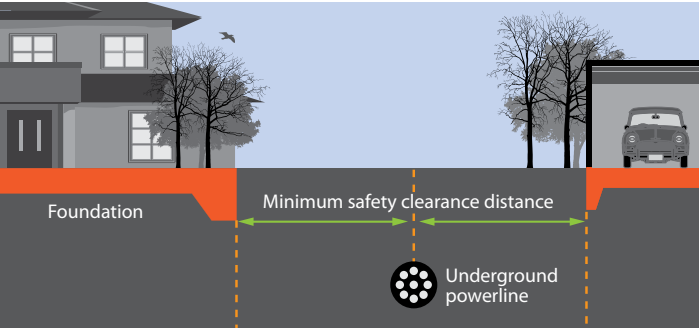 Minimum safety clearance distance
Foundation
Underground
powerline